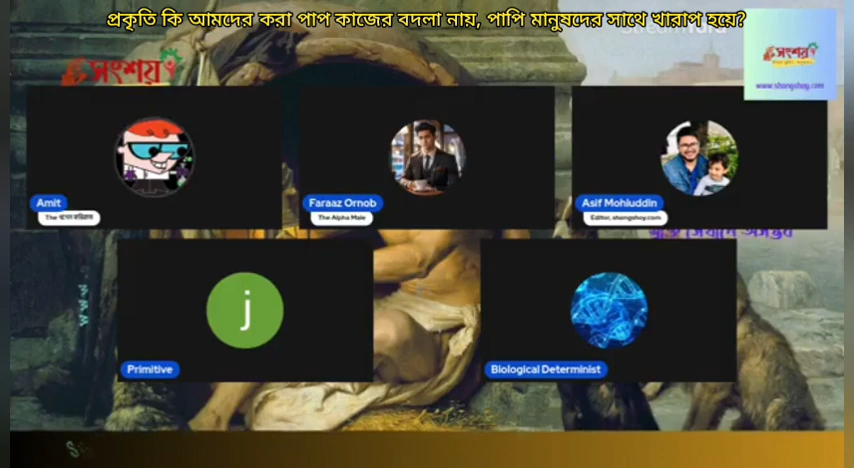 প্রকৃতি কি আমদের করা পাপ কাজের বদলা নায়, পাপি মানুষদের সাথে খারাপ হয়ে?
সংশয়
সংশয়
www.shongshoy.com
Amit
Faraaz Ornob
The Alpha Male
Asif Mohiuddin
Editor, shongshoy.com
j
Primitive
Biological Determinist